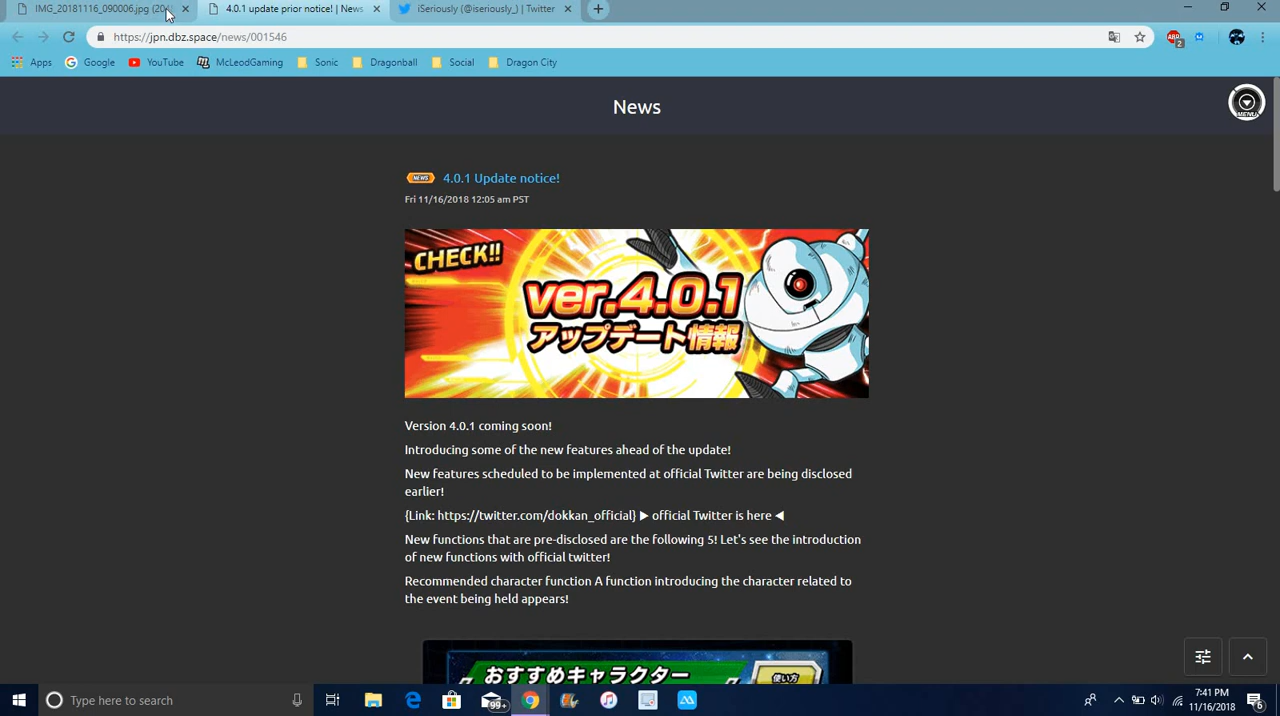 IMG_20181116_090006.jpg (204
4.0.1 update prior notice! | News
iSeriously (@iseriously_) | Twitter
https://jpn.dbz.space/news/001546
ABP
2
Apps
Google
YouTube
McLeodGaming
Sonic
Dragonball
Social
Dragon City
News
MENU
NEWS
4.0.1 Update notice!
Fri 11/16/2018 12:05 am PST
CHECK!!
ver.4.0.1
アップデート情報
Version 4.0.1 coming soon!
Introducing some of the new features ahead of the update!
New features scheduled to be implemented at official Twitter are being disclosed
earlier!
{Link: https://twitter.com/dokkan_official} ▶ official Twitter is here ◀
New functions that are pre-disclosed are the following 5! Let's see the introduction
of new functions with official twitter!
Recommended character function A function introducing the character related to
the event being held appears!
おすすめキャラクター
使い方
Type here to search
99+
7:41 PM
11/16/2018
6